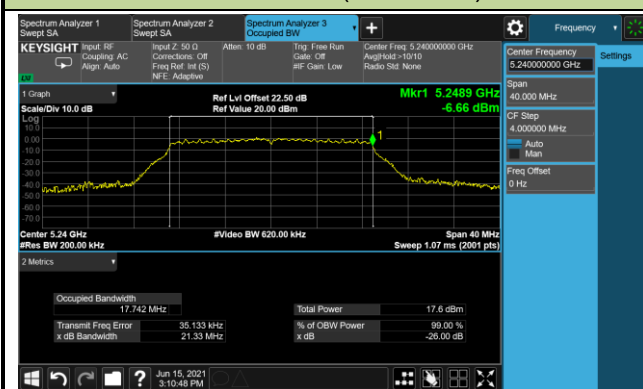 Spectrum Analyzer 1
Swept SA
Spectrum Analyzer 2
Swept SA
Spectrum Analyzer 3
Occupied BW
Frequency
KEYSIGHT
Input: RF
Coupling: AC
Align: Auto
Input Z: 50 Ω
Corrections: Off
Freq Ref: Int (S)
NFE: Adaptive
Atten: 10 dB
Trig: Free Run
Gate: Off
#IF Gain: Low
Center Freq: 5.240000000 GHz
Avg|Hold:>10/10
Radio Std: None
Center Frequency
5.240000000 GHz
Settings
Span
40.000 MHz
CF Step
4.000000 MHz
Auto
Man
Freq Offset
0 Hz
1 Graph
Scale/Div 10.0 dB
Ref Lvl Offset 22.50 dB
Ref Value 20.00 dBm
Mkr1 5.2489 GHz
-6.66 dBm
Log
10.0
0.00
-10.0
-20.0
-30.0
-40.0
-50.0
-60.0
-70.0
1
Center 5.24 GHz
#Res BW 200.00 kHz
#Video BW 620.00 kHz
Span 40 MHz
Sweep 1.07 ms (2001 pts)
2 Metrics
Occupied Bandwidth
17.742 MHz
Total Power 17.6 dBm
Transmit Freq Error 35.133 kHz
% of OBW Power 99.00 %
x dB Bandwidth 21.33 MHz
x dB -26.00 dB
Jun 15, 2021
3:10:48 PM